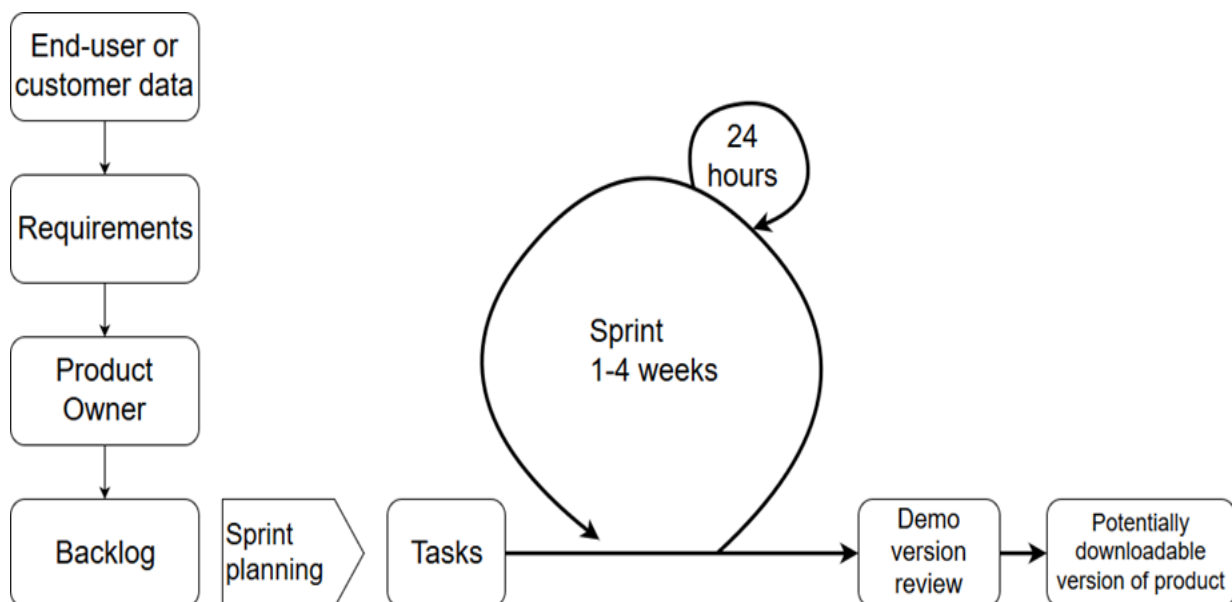 End-user or
customer data
Requirements
Product
Owner
Backlog
Sprint
planning
Tasks
24
hours
Sprint
1-4 weeks
Demo
version
review
Potentially
downloadable
version of product